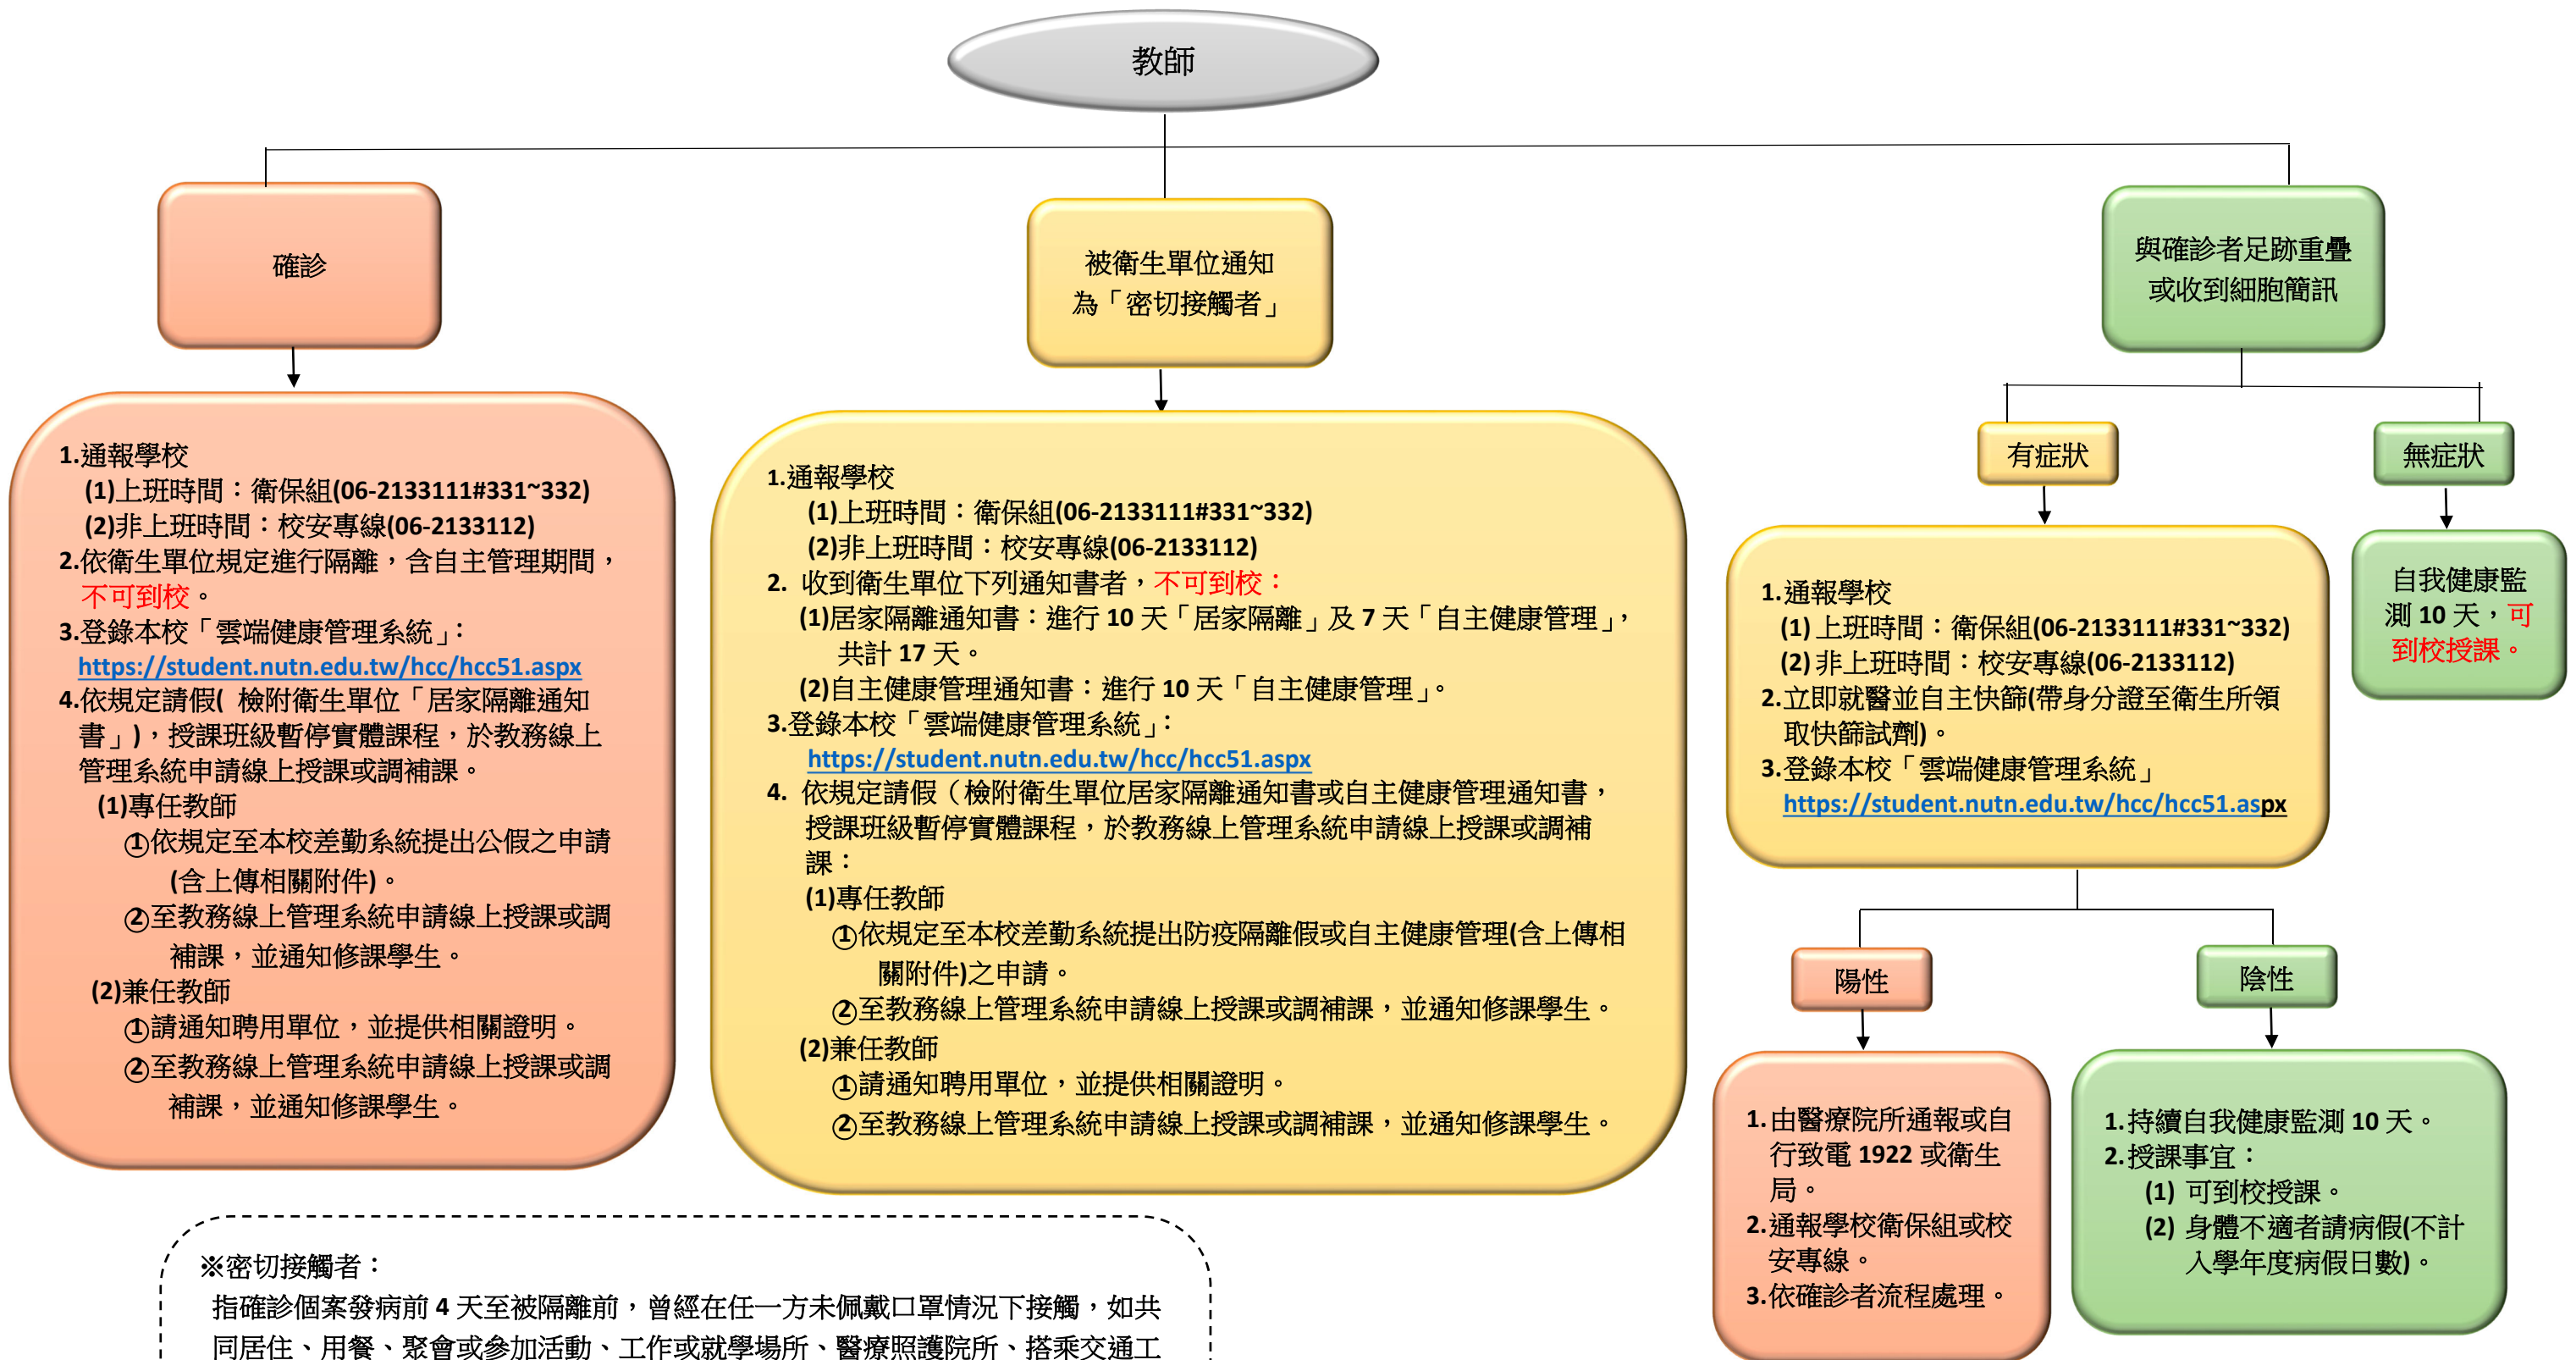 教師
確診
被衛生單位通知
為「密切接觸者」
與確診者足跡重疊
或收到細胞簡訊
1.通報學校
(1)上班時間：衛保組(06-2133111#331~332)
(2)非上班時間：校安專線(06-2133112)
2.依衛生單位規定進行隔離，含自主管理期間，
不可到校。
3.登錄本校「雲端健康管理系統」：
https://student.nutn.edu.tw/hcc/hcc51.aspx
4.依規定請假( 檢附衛生單位「居家隔離通知
書」)，授課班級暫停實體課程，於教務線上
管理系統申請線上授課或調補課。
(1)專任教師
①依規定至本校差勤系統提出公假之申請
(含上傳相關附件)。
②至教務線上管理系統申請線上授課或調
補課，並通知修課學生。
(2)兼任教師
①請通知聘用單位，並提供相關證明。
②至教務線上管理系統申請線上授課或調
補課，並通知修課學生。
1.通報學校
(1)上班時間：衛保組(06-2133111#331~332)
(2)非上班時間：校安專線(06-2133112)
2. 收到衛生單位下列通知書者，不可到校：
(1)居家隔離通知書：進行 10 天「居家隔離」及 7 天「自主健康管理」，
共計 17 天。
(2)自主健康管理通知書：進行 10 天「自主健康管理」。
3.登錄本校「雲端健康管理系統」：
https://student.nutn.edu.tw/hcc/hcc51.aspx
4. 依規定請假（檢附衛生單位居家隔離通知書或自主健康管理通知書，
授課班級暫停實體課程，於教務線上管理系統申請線上授課或調補
課：
(1)專任教師
①依規定至本校差勤系統提出防疫隔離假或自主健康管理(含上傳相
關附件)之申請。
②至教務線上管理系統申請線上授課或調補課，並通知修課學生。
(2)兼任教師
①請通知聘用單位，並提供相關證明。
②至教務線上管理系統申請線上授課或調補課，並通知修課學生。
有症狀
無症狀
1.通報學校
(1) 上班時間：衛保組(06-2133111#331~332)
(2) 非上班時間：校安專線(06-2133112)
2.立即就醫並自主快篩(帶身分證至衛生所領
取快篩試劑)。
3.登錄本校「雲端健康管理系統」
https://student.nutn.edu.tw/hcc/hcc51.aspx
自我健康監
測 10 天，可
到校授課。
陽性
陰性
1.由醫療院所通報或自
行致電 1922 或衛生
局。
2.通報學校衛保組或校
安專線。
3.依確診者流程處理。
1.持續自我健康監測 10 天。
2.授課事宜：
(1) 可到校授課。
(2) 身體不適者請病假(不計
入學年度病假日數)。
※密切接觸者：
指確診個案發病前 4 天至被隔離前，曾經在任一方未佩戴口罩情況下接觸，如共
同居住、用餐、聚會或參加活動、工作或就學場所、醫療照護院所、搭乘交通工